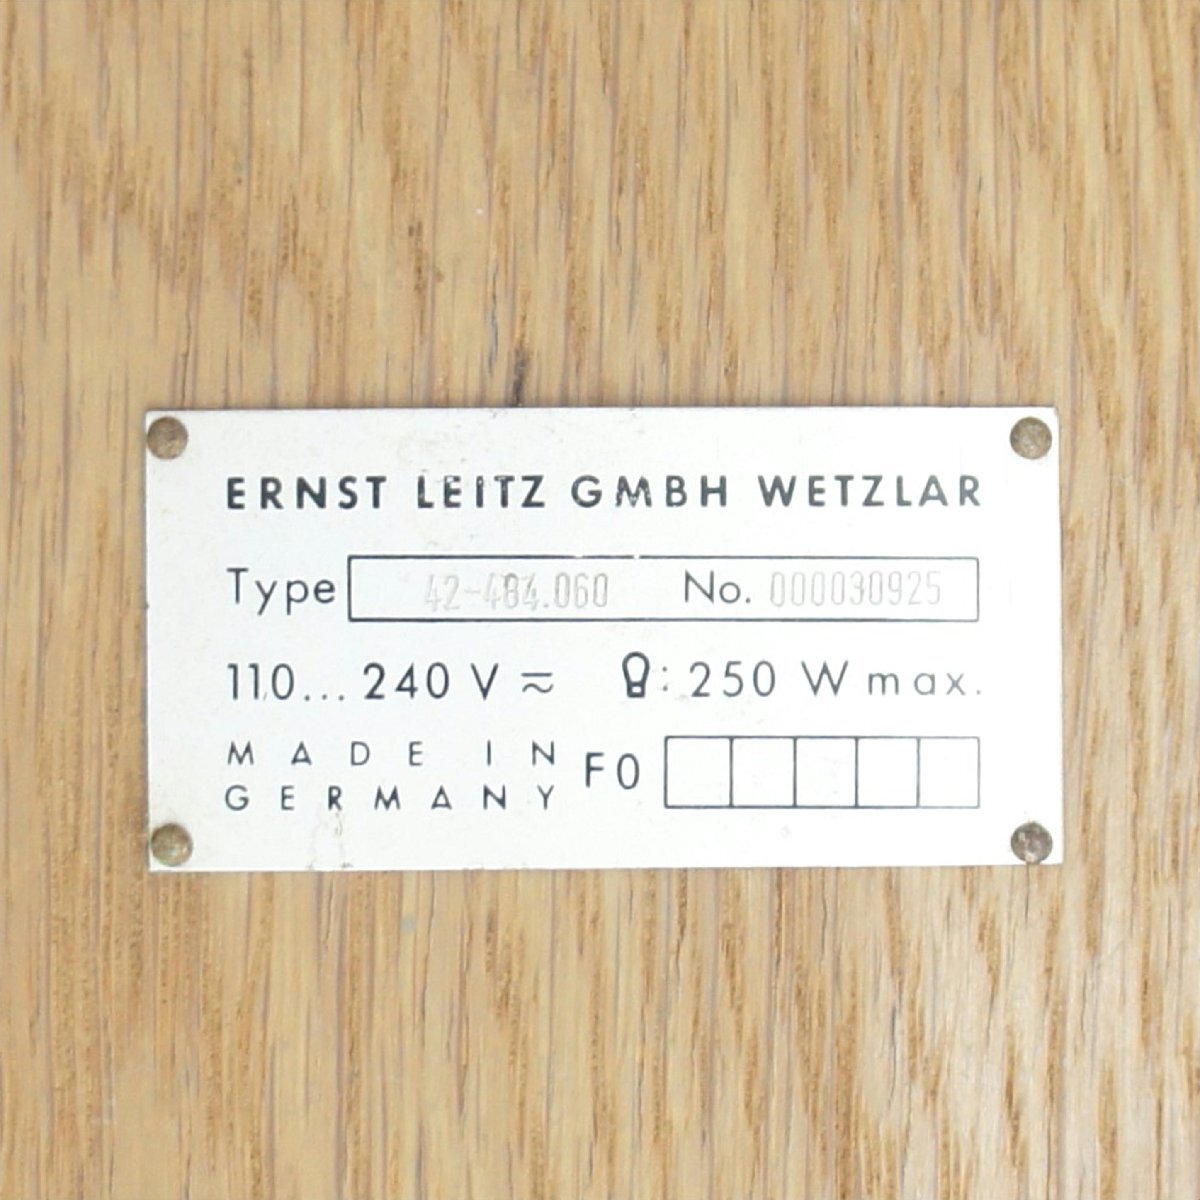 ERNST LEITZ GMBH WETZLAR
Type 42-484.060 No. 000030925
110... 240 V ≂ : 250 W max.
MADE IN
GERMANY F0